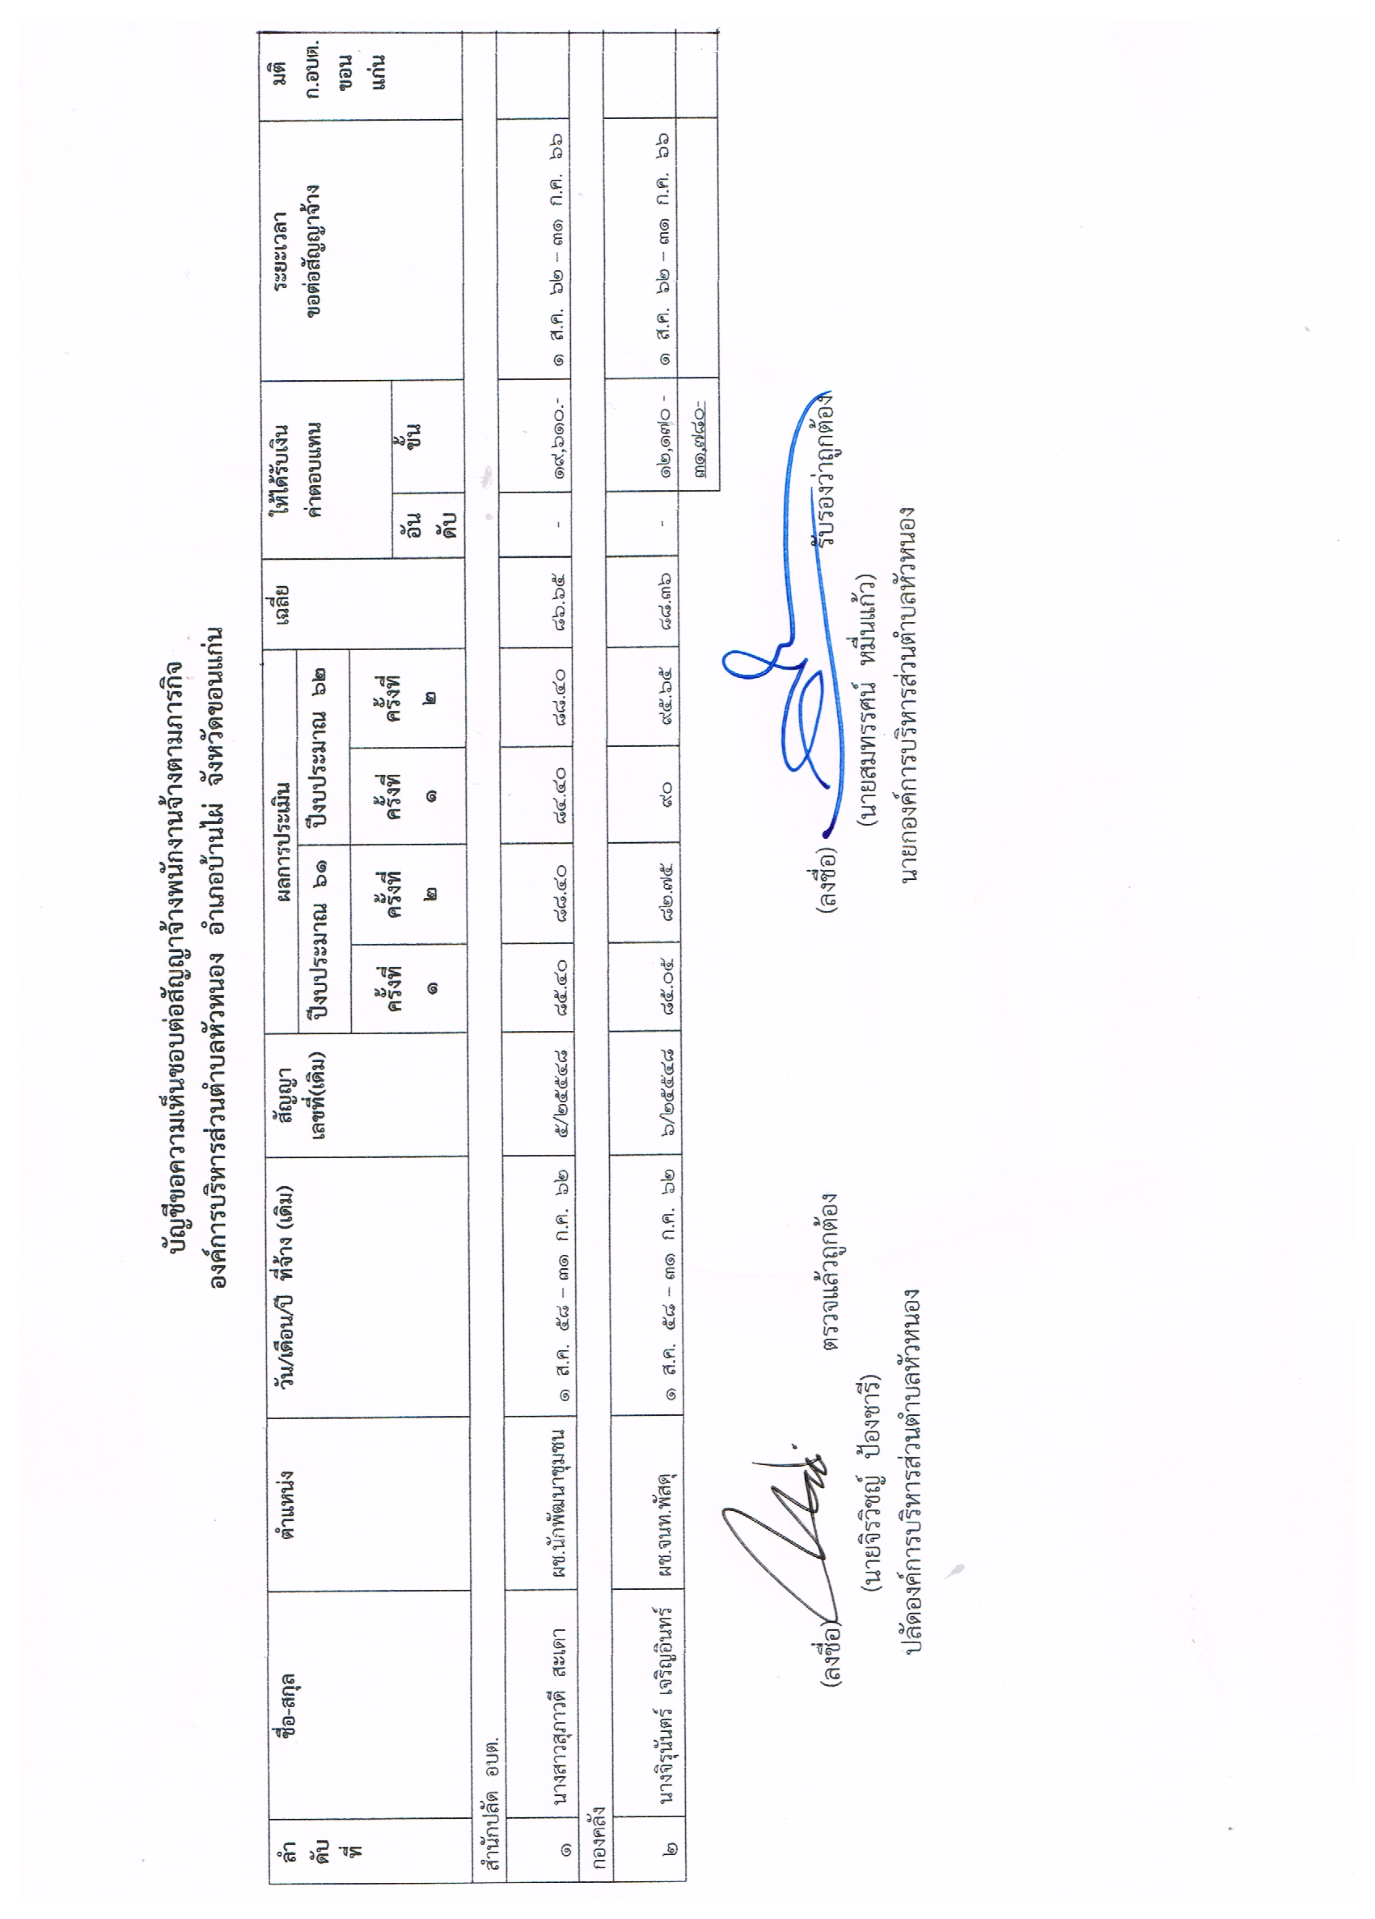 บัญชีขอความเห็นชอบต่อสัญญาจ้างพนักงานจ้างตามภารกิจ
องค์การบริหารส่วนตำบลหัวหนอง อำเภอบ้านไผ่ จังหวัดขอนแก่น
ลำดับที่ ชื่อ-สกุล ตำแหน่ง วัน/เดือน/ปี ที่จ้าง (เดิม) สัญญาเลขที่(เดิม) ผลการประเมิน เฉลี่ย ให้ได้รับเงินค่าตอบแทน ระยะเวลาขอต่อสัญญาจ้าง มติ ก.อบต.ขอนแก่น
ปีงบประมาณ ๖๑ ปีงบประมาณ ๖๒
ครั้งที่ ๑ ครั้งที่ ๒ ครั้งที่ ๑ ครั้งที่ ๒ อันดับ ขั้น
สำนักปลัด อบต.
๑ นางสาวสุภาวดี สะเดา ผช.นักพัฒนาชุมชน ๑ ส.ค. ๕๘ – ๓๑ ก.ค. ๖๒ ๕/๒๕๕๔๘ ๘๕.๔๐ ๘๘.๔๐ ๘๔.๔๐ ๘๘.๔๐ ๘๖.๖๕ - ๑๙,๖๑๐.- ๑ ส.ค. ๖๒ – ๓๑ ก.ค. ๖๖
กองคลัง
๒ นางจิรุนันตร์ เจริญอินทร์ ผช.จนท.พัสดุ ๑ ส.ค. ๕๘ – ๓๑ ก.ค. ๖๒ ๖/๒๕๕๔๘ ๘๕.๐๕ ๘๒.๗๕ ๙๐ ๙๕.๖๕ ๘๘.๓๖ - ๑๒,๑๗๐ - ๑ ส.ค. ๖๒ – ๓๑ ก.ค. ๖๖
๓๑,๗๘๐-
(ลงชื่อ) ตรวจแล้วถูกต้อง
(นายจิรวิชญ์ ป้องชารี)
ปลัดองค์การบริหารส่วนตำบลหัวหนอง
(ลงชื่อ) รับรองว่าถูกต้อง
(นายสมทรรศน์ หมื่นแก้ว)
นายกองค์การบริหารส่วนตำบลหัวหนอง